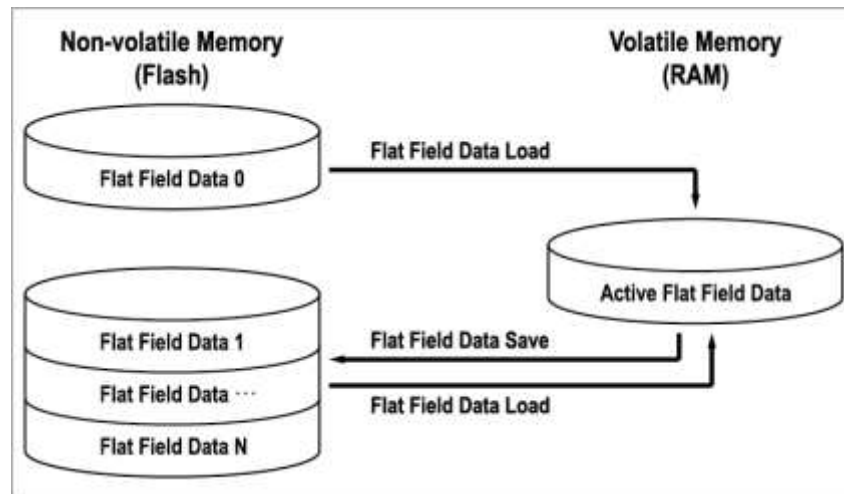 Non-volatile Memory
(Flash)
Volatile Memory
(RAM)
Flat Field Data Load
Flat Field Data 0
Active Flat Field Data
Flat Field Data 1
Flat Field Data Save
Flat Field Data ···
Flat Field Data Load
Flat Field Data N